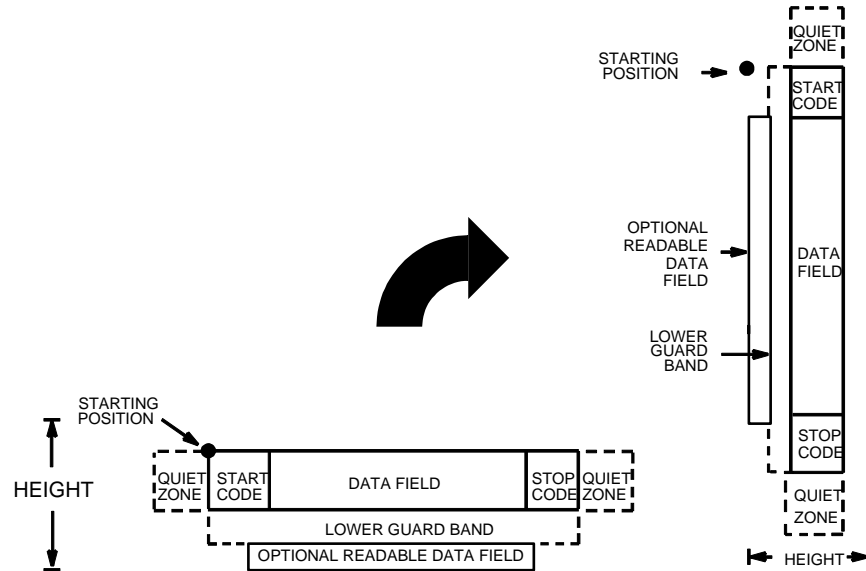 QUIET
ZONE
STARTING
POSITION
START
CODE
OPTIONAL
READABLE
DATA
FIELD
DATA
FIELD
LOWER
GUARD
BAND
STOP
CODE
QUIET
ZONE
HEIGHT
STARTING
POSITION
HEIGHT
QUIET
ZONE
START
CODE
DATA FIELD
STOP
CODE
QUIET
ZONE
LOWER GUARD BAND
OPTIONAL READABLE DATA FIELD